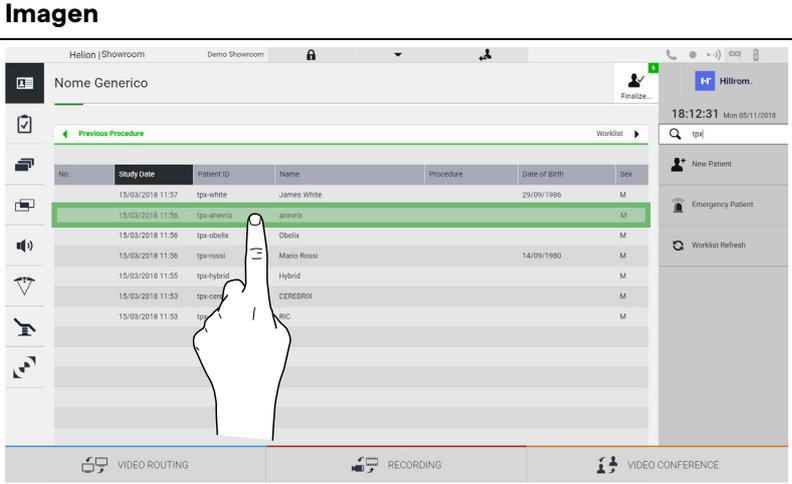 Imagen
Helion | Showroom Demo Showroom
Nome Generico
6
Finalize...
Hillrom.
18:12:31 Mon 05/11/2018
Previous Procedure Worklist
tpx
No. Study Date Patient ID Name Procedure Date of Birth Sex
15/03/2018 11:57 tpx-white James White 29/09/1986 M
15/03/2018 11:56 tpx-anevrix anevrix M
15/03/2018 11:56 tpx-obelix Obelix M
15/03/2018 11:56 tpx-rossi Mario Rossi 14/09/1980 M
15/03/2018 11:55 tpx-hybrid Hybrid M
15/03/2018 11:53 CEREBRIX M
15/03/2018 11:53 RIC M
New Patient
Emergency Patient
Worklist Refresh
VIDEO ROUTING RECORDING VIDEO CONFERENCE